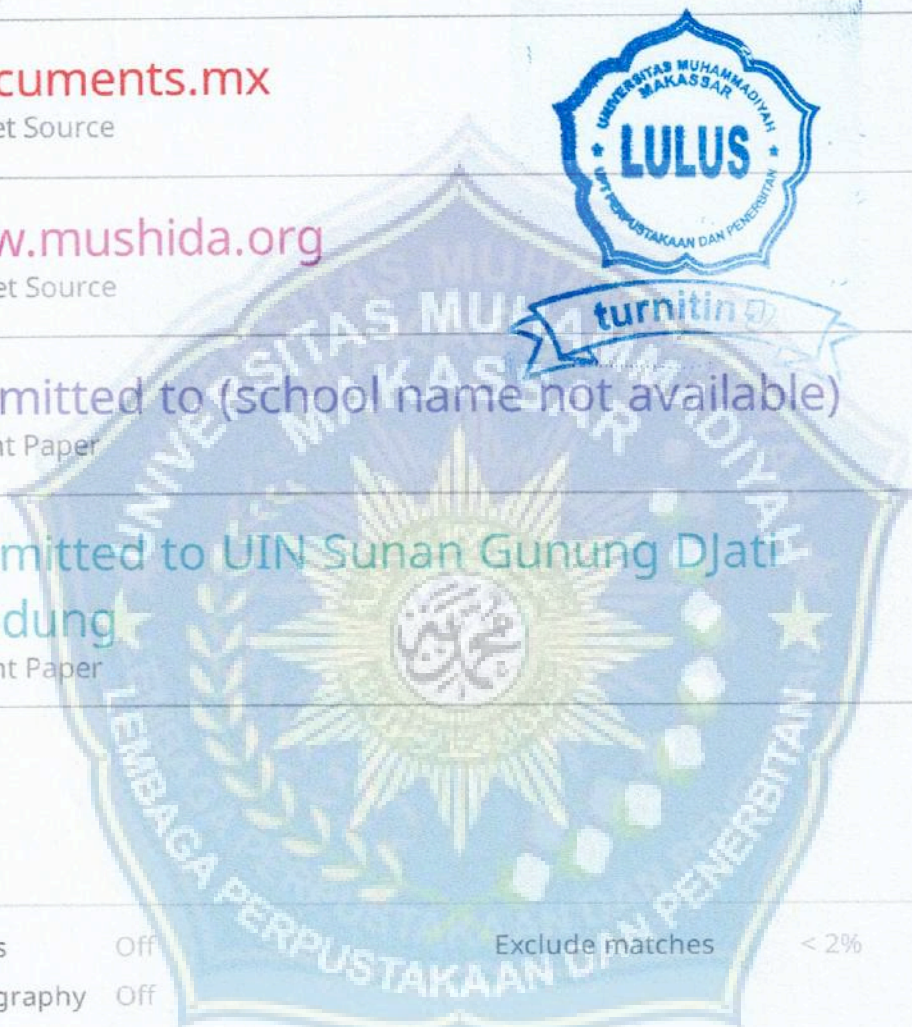 cuments.mx
et Source
UNIVERSITAS MUHAMMADIYAH
MAKASSAR
LULUS
UPT PERPUSTAKAAN DAN PENERBITAN
turnitin
w.mushida.org
et Source
mitted to (school name not available)
nt Paper
UNIVERSITAS MUHAMMADIYAH
MAKASSAR
mitted to UIN Sunan Gunung DJati
dung
nt Paper
محمد
LEMBAGA PERPUSTAKAAN DAN PENERBITAN
s Off Exclude matches < 2%
graphy Off